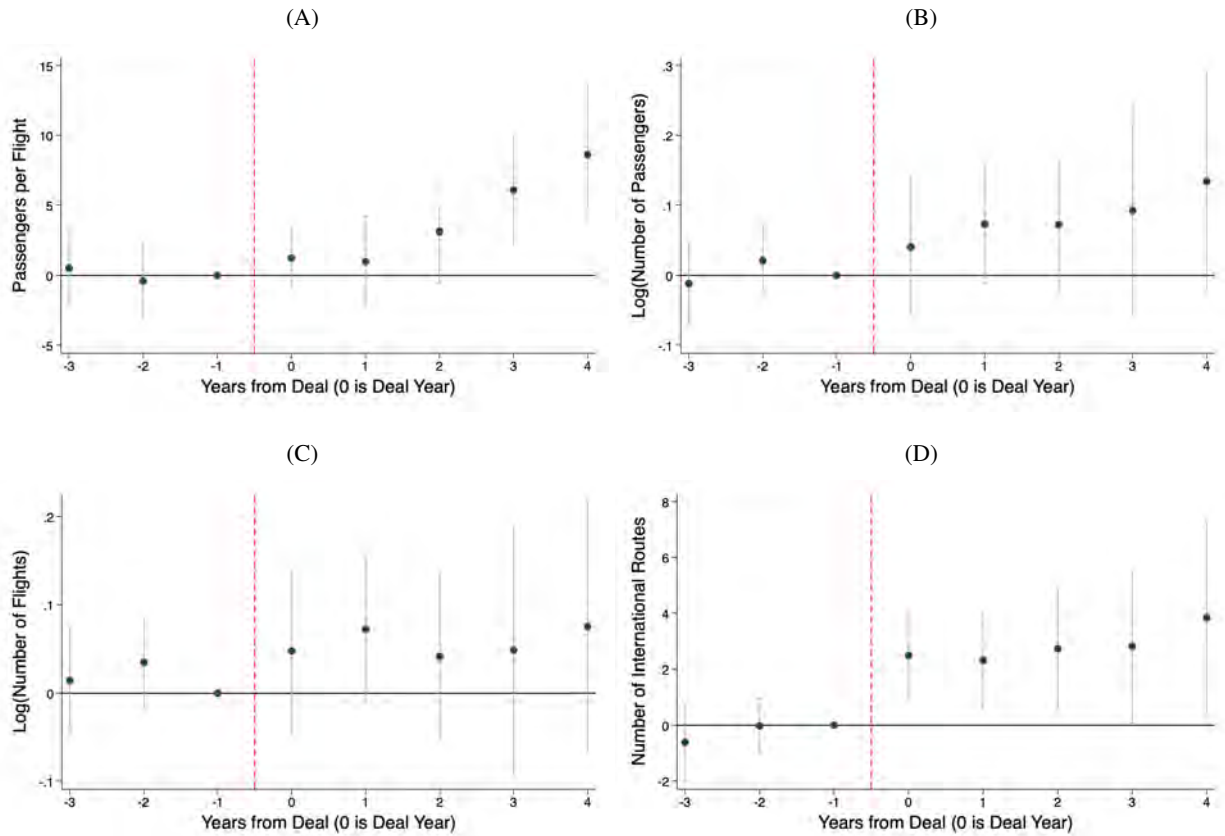 (A)
Passengers per Flight
15
10
5
0
-5
-3 -2 -1 0 1 2 3 4
Years from Deal (0 is Deal Year)
(B)
Log(Number of Passengers)
.3
.2
.1
0
-.1
-3 -2 -1 0 1 2 3 4
Years from Deal (0 is Deal Year)
(C)
Log(Number of Flights)
.2
.1
0
-.1
-3 -2 -1 0 1 2 3 4
Years from Deal (0 is Deal Year)
(D)
Number of International Routes
8
6
4
2
0
-2
-3 -2 -1 0 1 2 3 4
Years from Deal (0 is Deal Year)